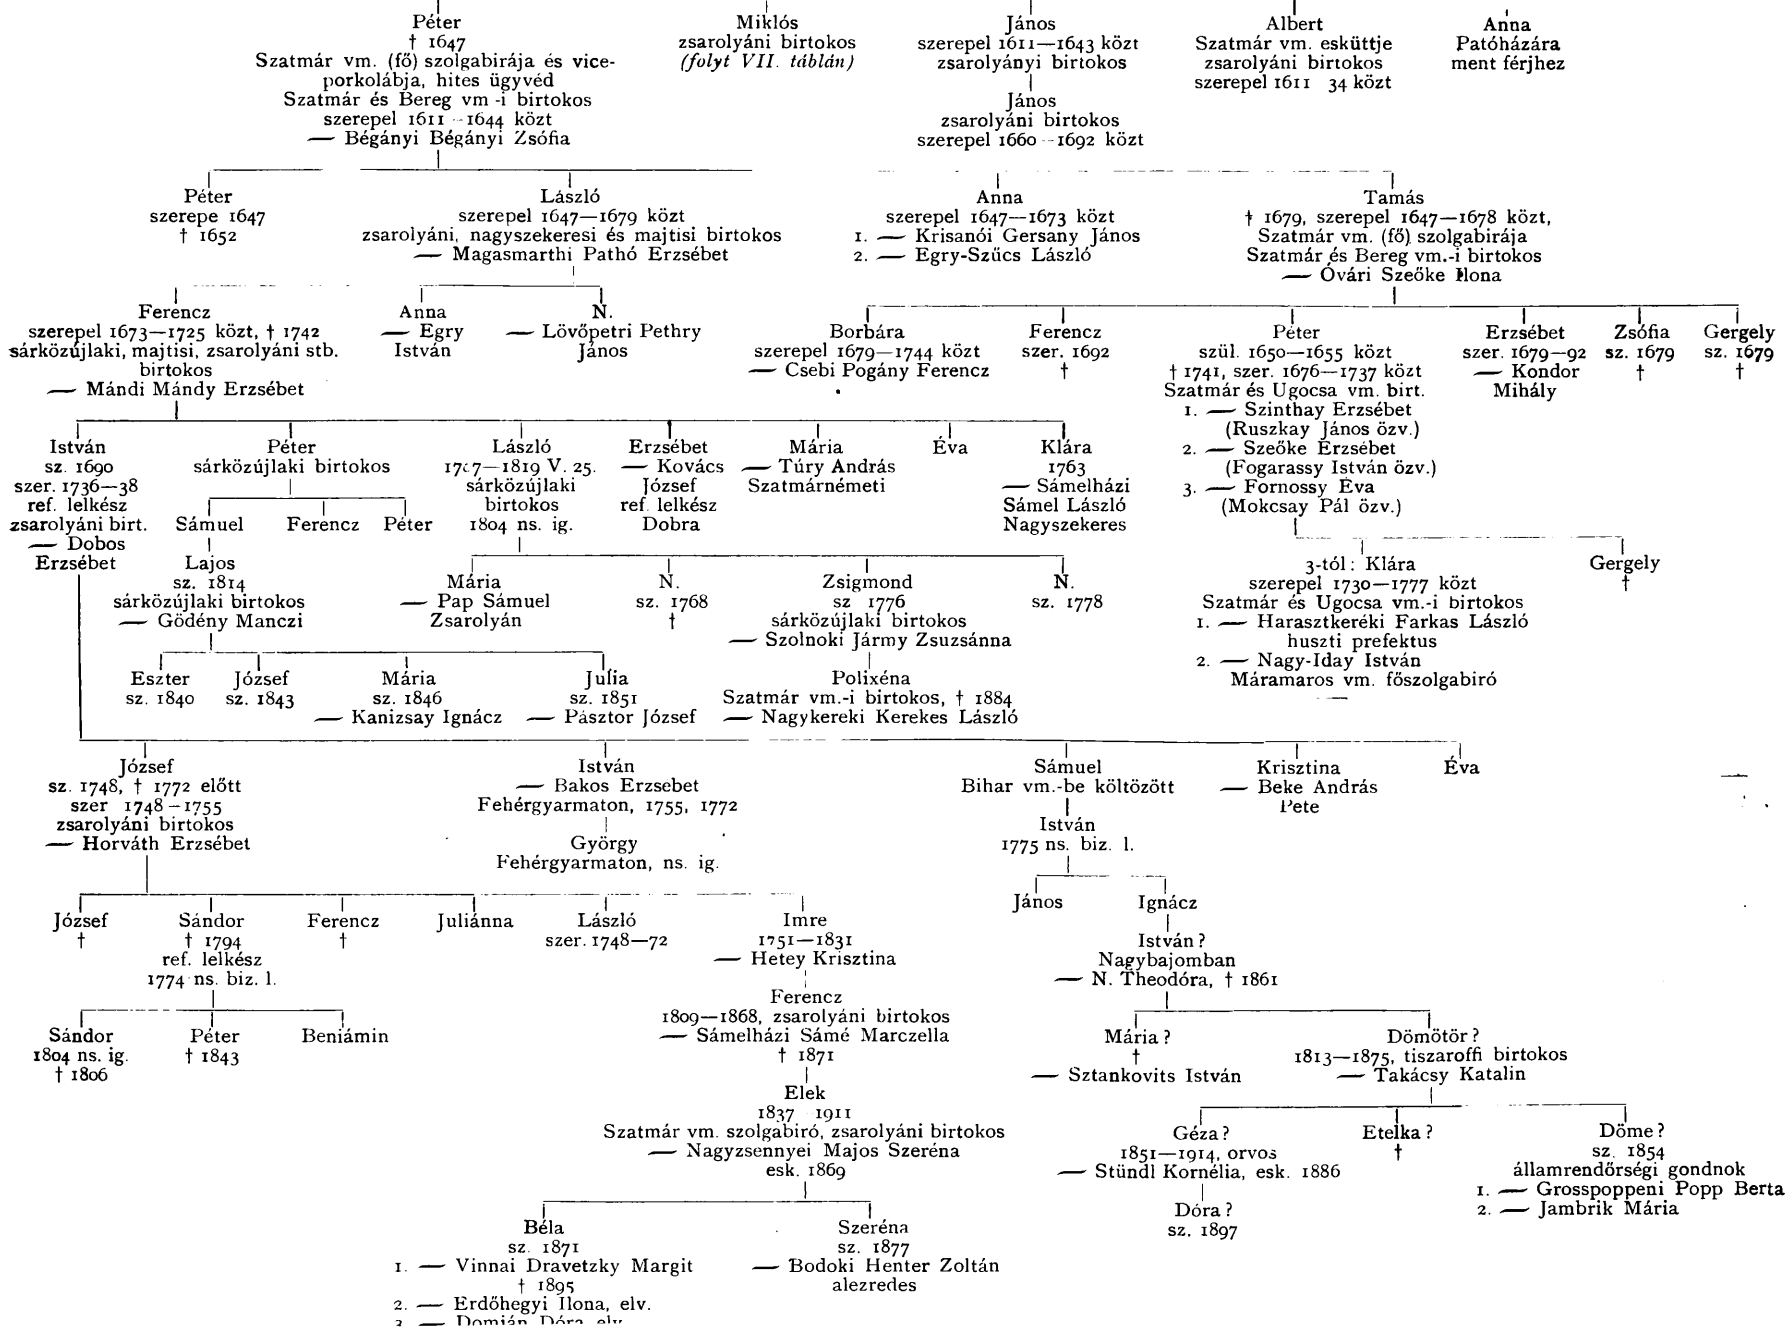 Péter
† 1647
Szatmár vm. (fő) szolgabirája és vice-
porkolábja, hites ügyvéd
Szatmár és Bereg vm -i birtokos
szerepel 1611 – 1644 közt
— Bégányi Bégányi Zsófia
Miklós
zsarolyáni birtokos
(folyt VII. táblán)
János
szerepel 1611—1643 közt
zsarolyányi birtokos
János
zsarolyáni birtokos
szerepel 1660 – 1692 közt
Albert
Szatmár vm. esküttje
zsarolyáni birtokos
szerepel 1611 34 közt
Anna
Patóházára
ment férjhez
Péter
szerepe 1647
† 1652
László
szerepel 1647—1679 közt
zsarolyáni, nagyszekeresi és majtisi birtokos
— Magasmarthi Pathó Erzsébet
Anna
szerepel 1647—1673 közt
1. — Krisanói Gersany János
2. — Egry-Szűcs László
Tamás
† 1679, szerepel 1647—1678 közt,
Szatmár vm. (fő) szolgabirája
Szatmár és Bereg vm.-i birtokos
— Óvári Szeőke Ilona
Ferencz
szerepel 1673—1725 közt, † 1742
sárközújlaki, majtisi, zsarolyáni stb.
birtokos
— Mándi Mándy Erzsébet
Anna
— Egry
István
N.
— Lövőpetri Pethry
János
Borbára
szerepel 1679—1744 közt
— Csebi Pogány Ferencz
Ferencz
szer. 1692
†
Péter
szül. 1650—1655 közt
† 1741, szer. 1676—1737 közt
Szatmár és Ugocsa vm. birt.
1. — Szinthay Erzsébet
(Ruszkay János özv.)
2. — Szeőke Erzsébet
(Fogarassy István özv.)
3. — Fornossy Éva
(Mokcsay Pál özv.)
Erzsébet
szer. 1679—92
— Kondor
Mihály
Zsófia
sz. 1679
†
Gergely
sz. 1679
†
István
sz. 1690
szer. 1736—38
ref. lelkész
zsarolyáni birt.
— Dobos
Erzsébet
Péter
sárközújlaki birtokos
László
—1819 V. 25.
sárközújlaki
birtokos
1804 ns. ig.
Erzsébet
— Kovács
József
ref. lelkész
Dobra
Mária
— Túry András
Szatmárnémeti
Éva
Klára
1763
— Sámelházi
Sámel László
Nagyszekeres
Sámuel
Ferencz
Péter
Lajos
sz. 1814
sárközújlaki birtokos
— Gödény Manczi
Mária
— Pap Sámuel
Zsarolyán
N.
sz. 1768
†
Zsigmond
sz 1776
sárközújlaki birtokos
— Szolnoki Jármy Zsuzsánna
N.
sz. 1778
3-tól: Klára
szerepel 1730—1777 közt
Szatmár és Ugocsa vm.-i birtokos
1. — Harasztkeréki Farkas László
huszti prefektus
2. — Nagy-Iday István
Máramaros vm. főszolgabiró
Gergely
†
Eszter
sz. 1840
József
sz. 1843
Mária
sz. 1846
— Kanizsay Ignácz
Julia
sz. 1851
— Pásztor József
Polixéna
Szatmár vm.-i birtokos, † 1884
— Nagykereki Kerekes László
József
sz. 1748, † 1772 előtt
szer 1748–1755
zsarolyáni birtokos
— Horváth Erzsébet
István
— Bakos Erzsebet
Fehérgyarmaton, 1755, 1772
György
Fehérgyarmaton, ns. ig.
Sámuel
Bihar vm.-be költözött
István
1775 ns. biz. l.
Krisztina
— Beke András
Pete
Éva
János
Ignácz
István ?
Nagybajomban
— N. Theodóra, † 1861
József
†
Sándor
† 1794
ref. lelkész
1774 ns. biz. l.
Ferencz
†
Juliánna
László
szer. 1748—72
Imre
1751—1831
— Hetey Krisztina
Ferencz
1809—1868, zsarolyáni birtokos
— Sámelházi Sámé Marczella
† 1871
Sándor
1804 ns. ig.
† 1806
Péter
† 1843
Beniámin
Mária ?
†
— Sztankovits István
Dömötör ?
1813—1875, tiszaroffi birtokos
— Takácsy Katalin
Elek
1837 1911
Szatmár vm. szolgabiró, zsarolyáni birtokos
— Nagyzsennyei Majos Szeréna
esk. 1869
Géza ?
1851—1914, orvos
— Stündl Kornélia, esk. 1886
Dóra ?
sz. 1897
Etelka ?
†
Döme ?
sz. 1854
államrendőrségi gondnok
1. — Grosspoppeni Popp Berta
2. — Jambrik Mária
Béla
sz. 1871
1. — Vinnai Dravetzky Margit
† 1895
2. — Erdőhegyi Ilona, elv.
3. — Domján Dóra, elv.
Szeréna
sz. 1877
— Bodoki Henter Zoltán
alezredes